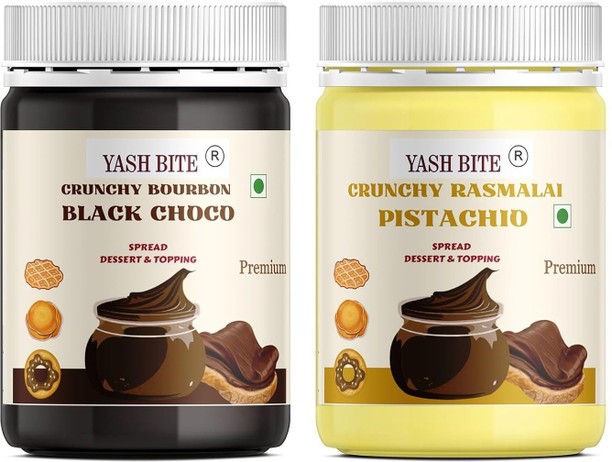 YASH BITE ®
CRUNCHY BOURBON
BLACK CHOCO
SPREAD
DESSERT & TOPPING
Premium
YASH BITE ®
CRUNCHY RASMALAI
PISTACHIO
SPREAD
DESSERT & TOPPING
Premium